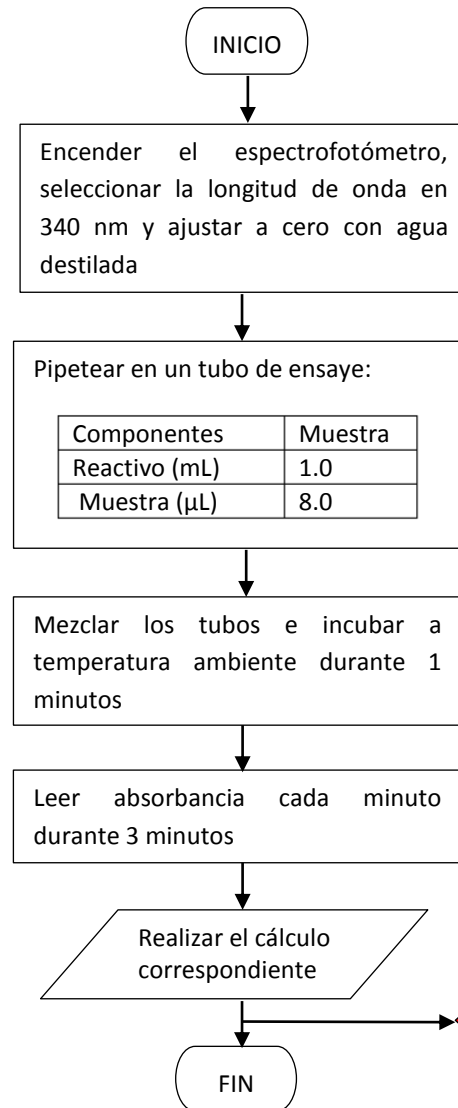 INICIO
Encender el espectrofotómetro,
seleccionar la longitud de onda en
340 nm y ajustar a cero con agua
destilada
Pipetear en un tubo de ensaye:
Componentes Muestra
Reactivo (mL) 1.0
Muestra (µL) 8.0
Mezclar los tubos e incubar a
temperatura ambiente durante 1
minutos
Leer absorbancia cada minuto
durante 3 minutos
Realizar el cálculo
correspondiente
FIN